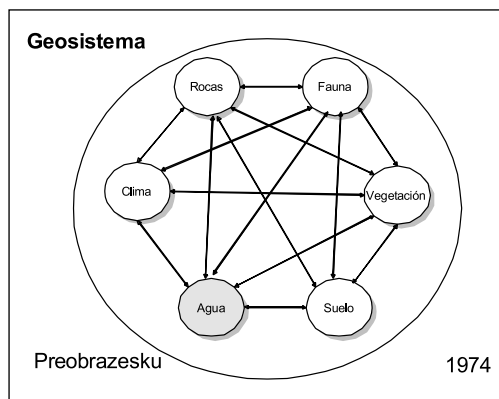 Geosistema
Rocas
Fauna
Clima
Vegetación
Agua
Suelo
Preobrazesku
1974